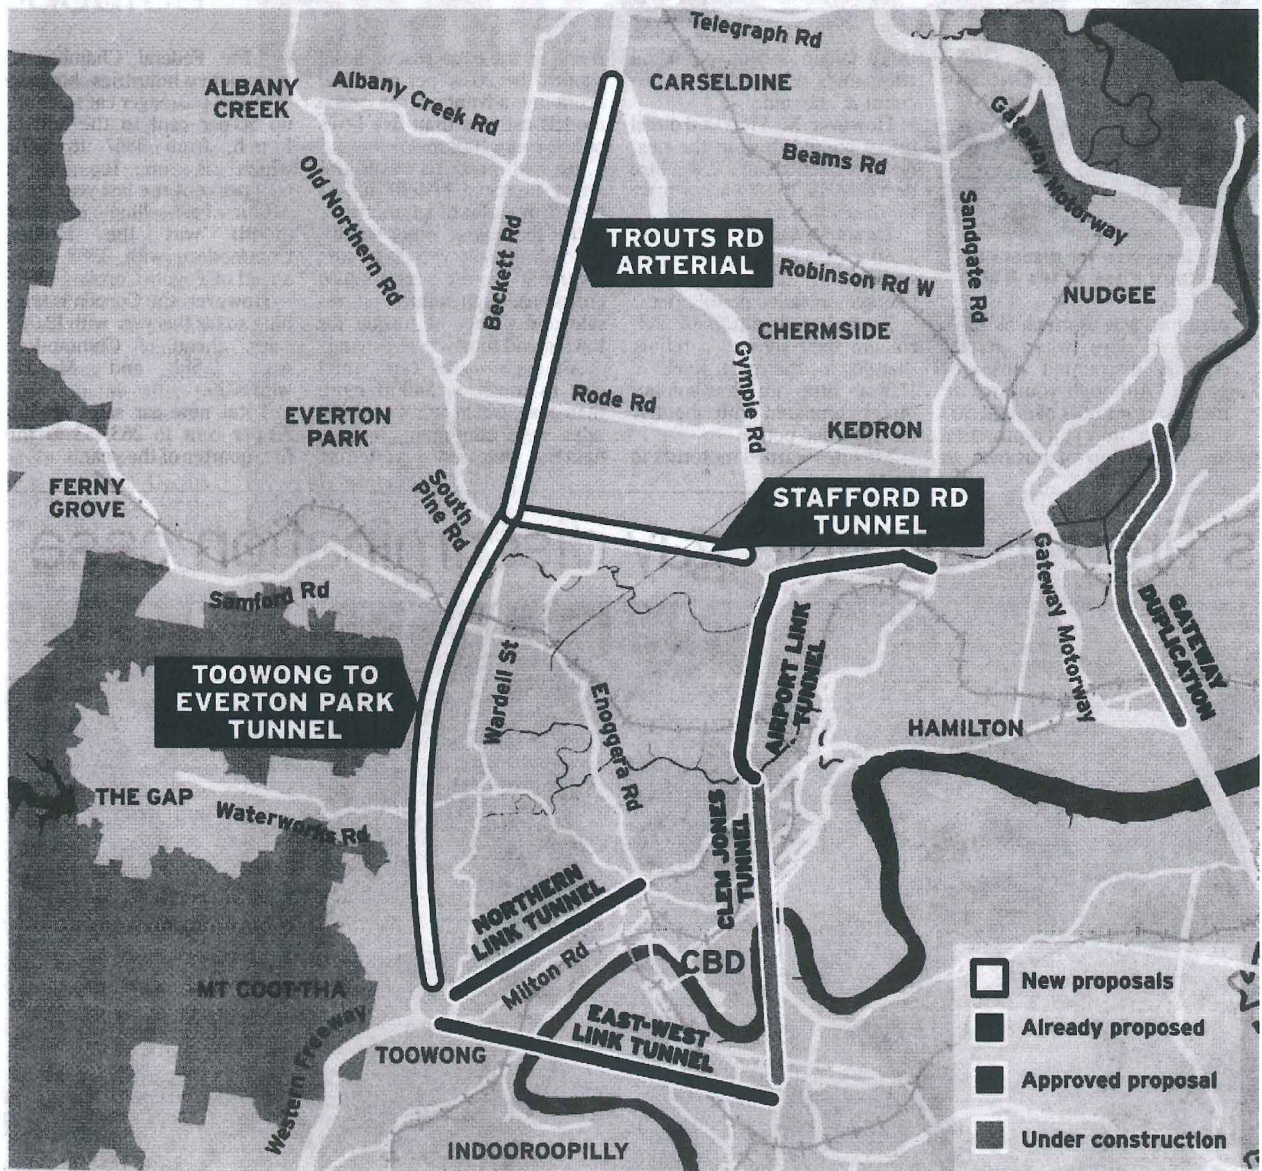 Telegraph Rd
CARSELDINE
ALBANY
CREEK
Albany Creek Rd
Gateway Motorway
Beams Rd
Old Northern Rd
Beckett Rd
Sandgate Rd
TROUTS RD
ARTERIAL
Robinson Rd W
NUDGEE
CHERMSIDE
Gympie Rd
Rode Rd
EVERTON
PARK
KEDRON
FERNY
GROVE
South
Pine Rd
STAFFORD RD
TUNNEL
Samford Rd
Gateway Motorway
GATEWAY
DUPLICATION
TOOWONG TO
EVERTON PARK
TUNNEL
Wardell St
Enoggera Rd
AIRPORT LINK
TUNNEL
HAMILTON
THE GAP
Waterworks Rd
CLEM JONES
TUNNEL
NORTHERN
LINK TUNNEL
Milton Rd
CBD
MT COOT-THA
Western Freeway
EAST-WEST
LINK TUNNEL
TOOWONG
INDOOROOPILLY
New proposals
Already proposed
Approved proposal
Under construction